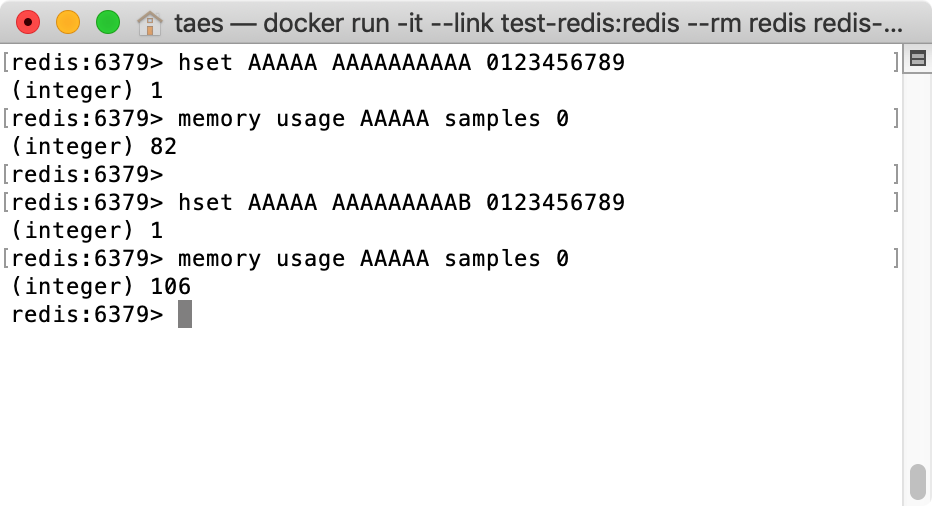 taes — docker run -it --link test-redis:redis --rm redis redis-...
[redis:6379> hset AAAAA AAAAAAAAAA 0123456789 ]
(integer) 1
[redis:6379> memory usage AAAAA samples 0 ]
(integer) 82
[redis:6379> ]
[redis:6379> hset AAAAA AAAAAAAAAB 0123456789 ]
(integer) 1
[redis:6379> memory usage AAAAA samples 0 ]
(integer) 106
redis:6379>